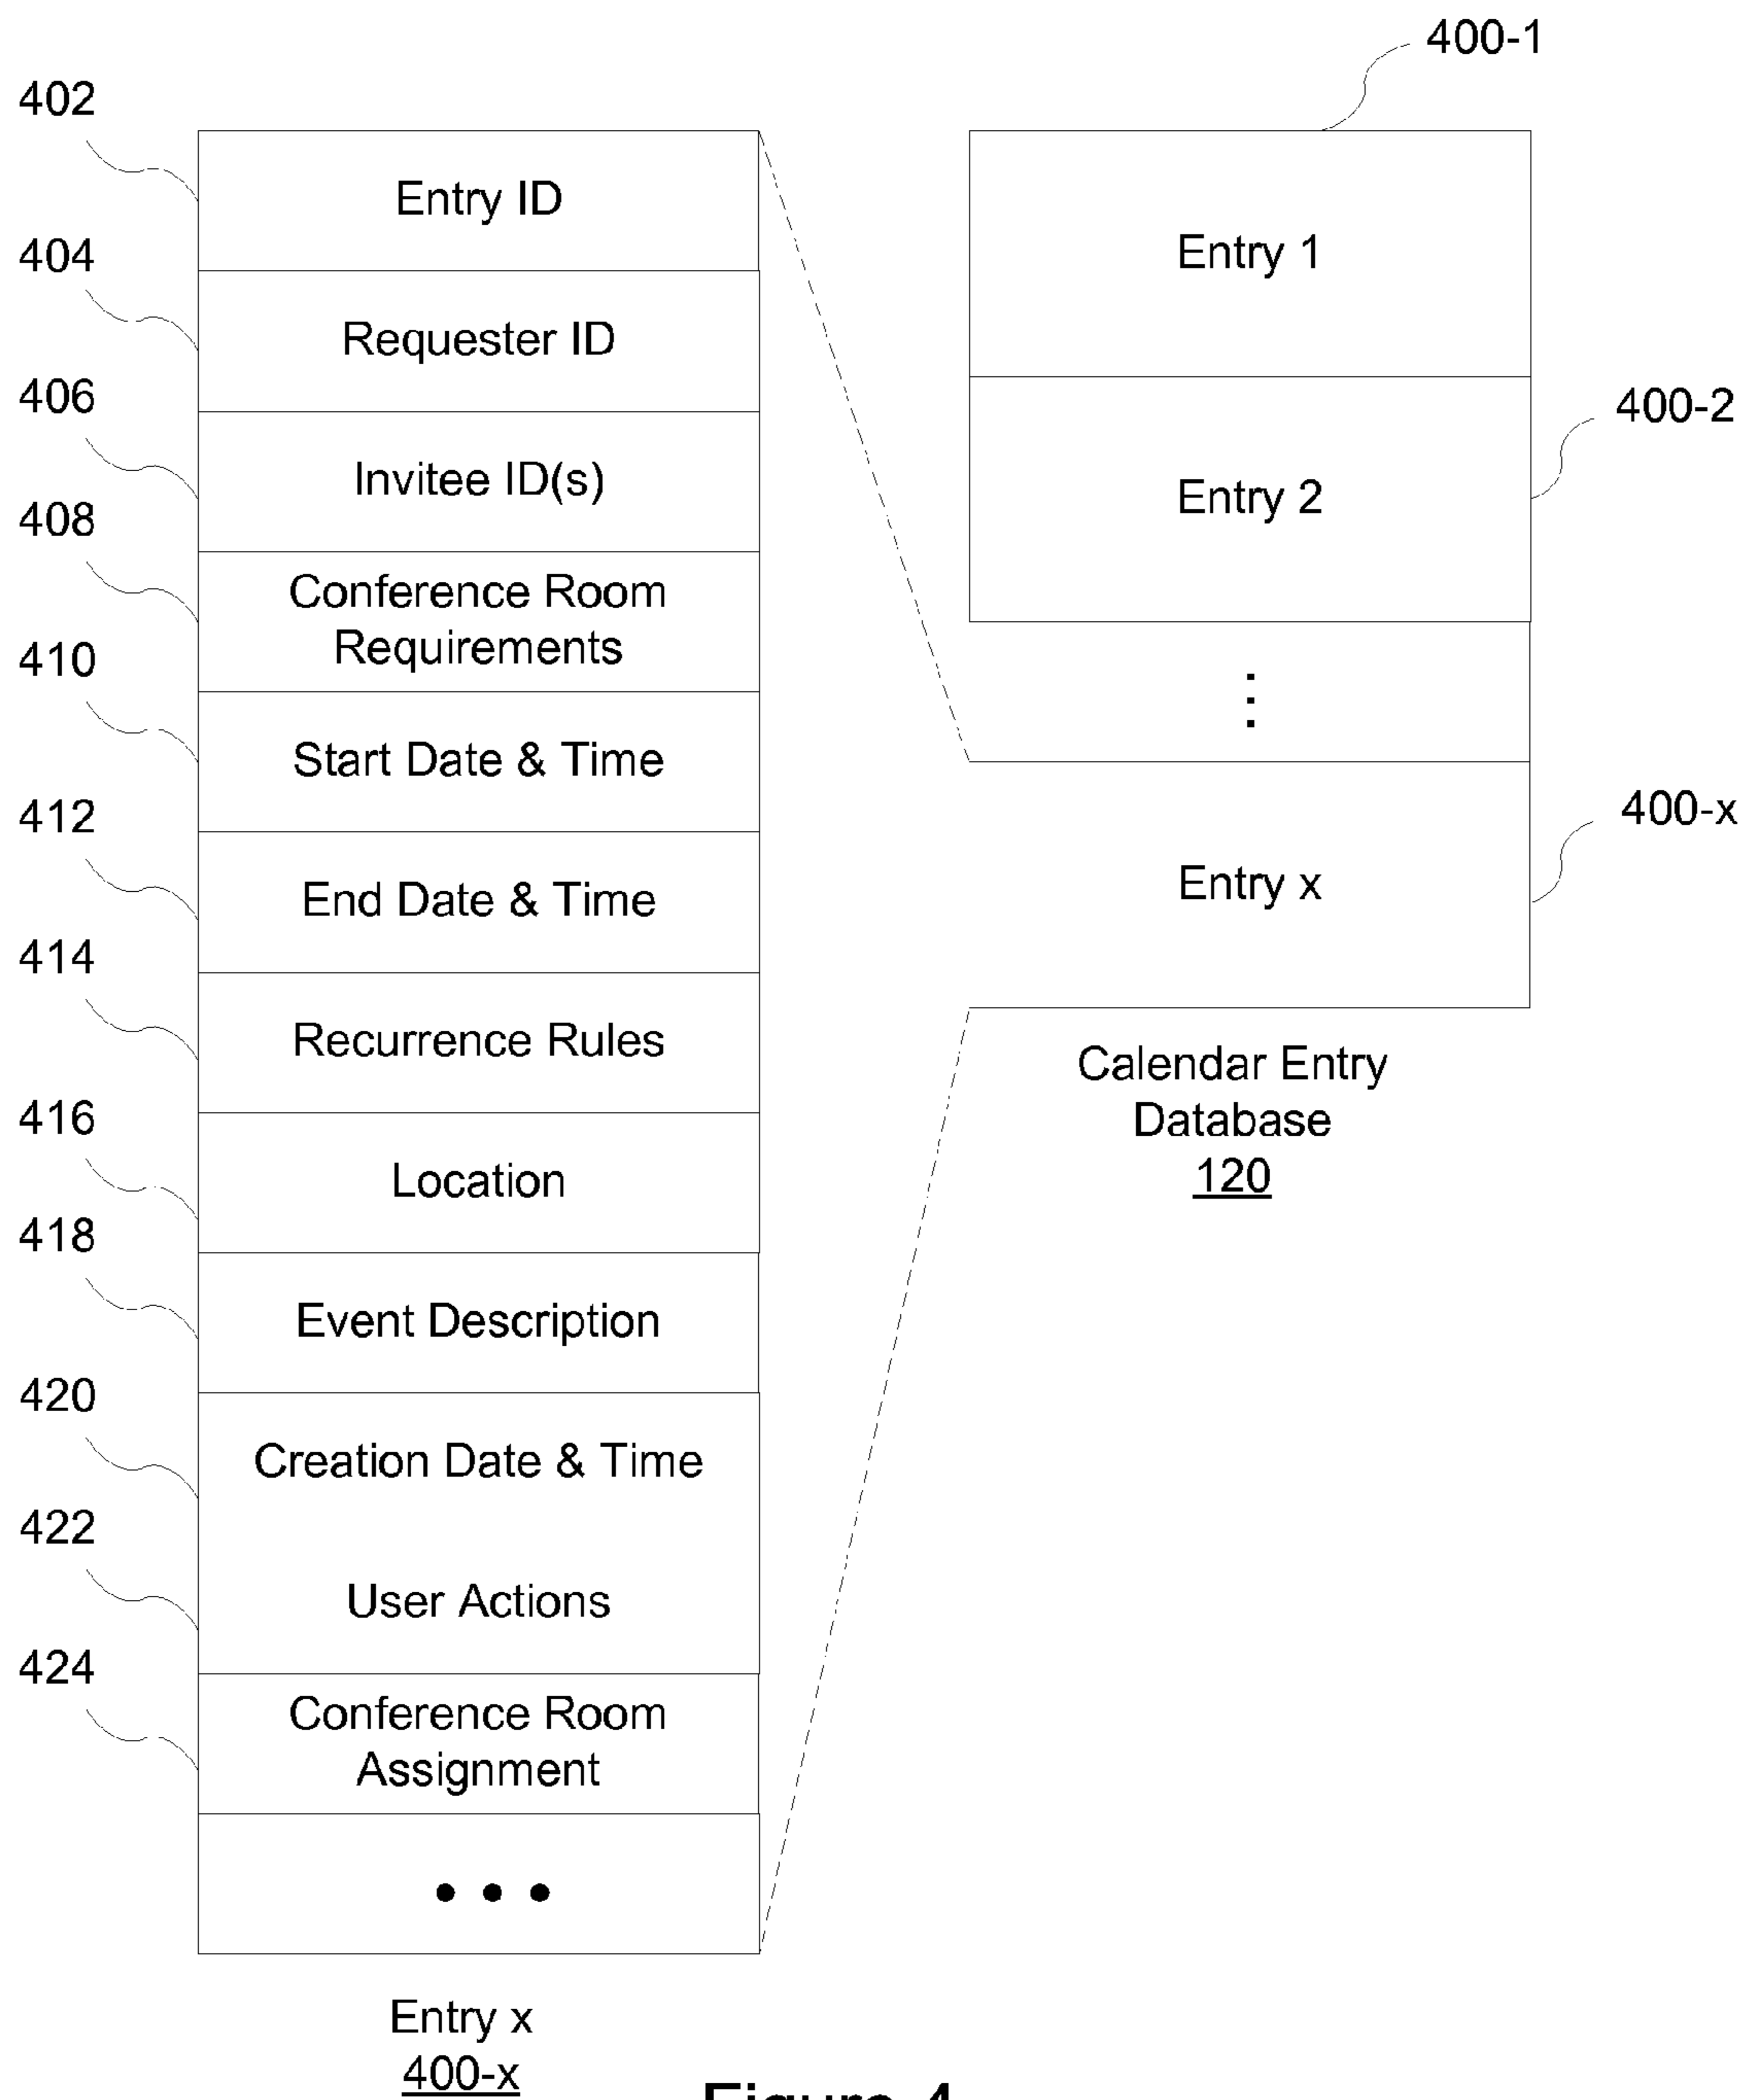 400-1
402
Entry ID
404
Entry 1
Requester ID
406
400-2
Invitee ID(s)
Entry 2
408
Conference Room
Requirements
410
Start Date & Time
412
400-x
End Date & Time
Entry x
414
Recurrence Rules
Calendar Entry
Database
120
416
Location
418
Event Description
420
Creation Date & Time
422
User Actions
424
Conference Room
Assignment
Entry x
400-x
Figure 4